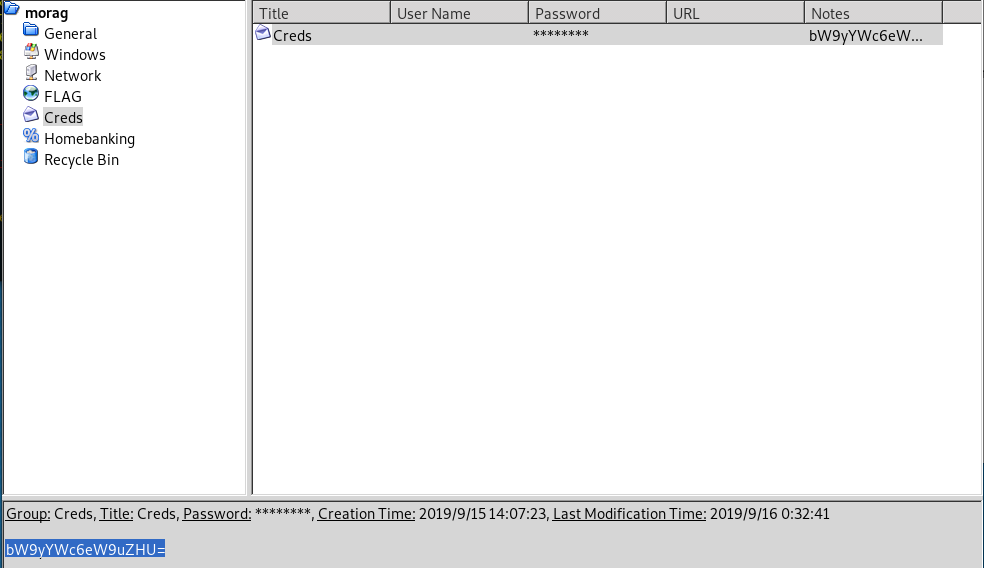 morag
General
Windows
Network
FLAG
Creds
Homebanking
Recycle Bin
Title User Name Password URL Notes
Creds ******** bW9yYWc6eW...
Group: Creds, Title: Creds, Password: ********, Creation Time: 2019/9/15 14:07:23, Last Modification Time: 2019/9/16 0:32:41
bW9yYWc6eW9uZHU=